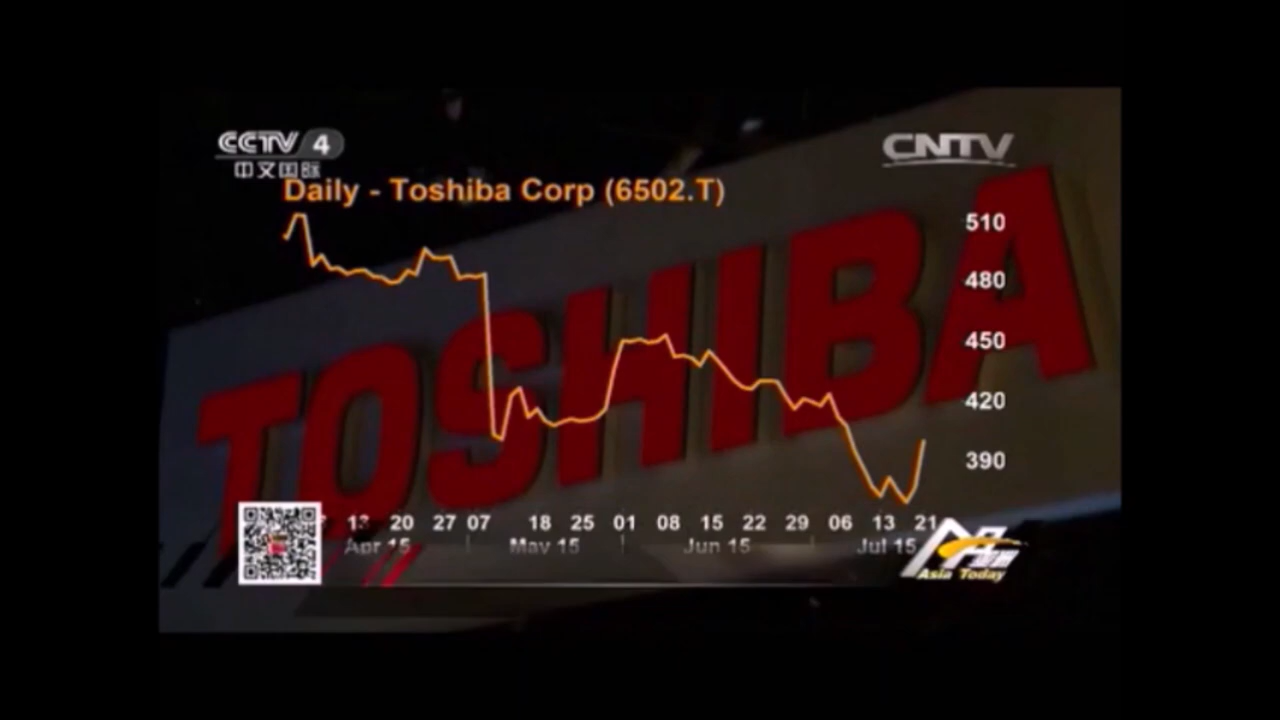 CCTV 4
中文国际
CNTV
Daily - Toshiba Corp (6502.T)
TOSHIBA
510
480
450
420
390
13 20 27 07 18 25 01 08 15 22 29 06 13 21
Apr 15 May 15 Jun 15 Jul 15
Asia Today